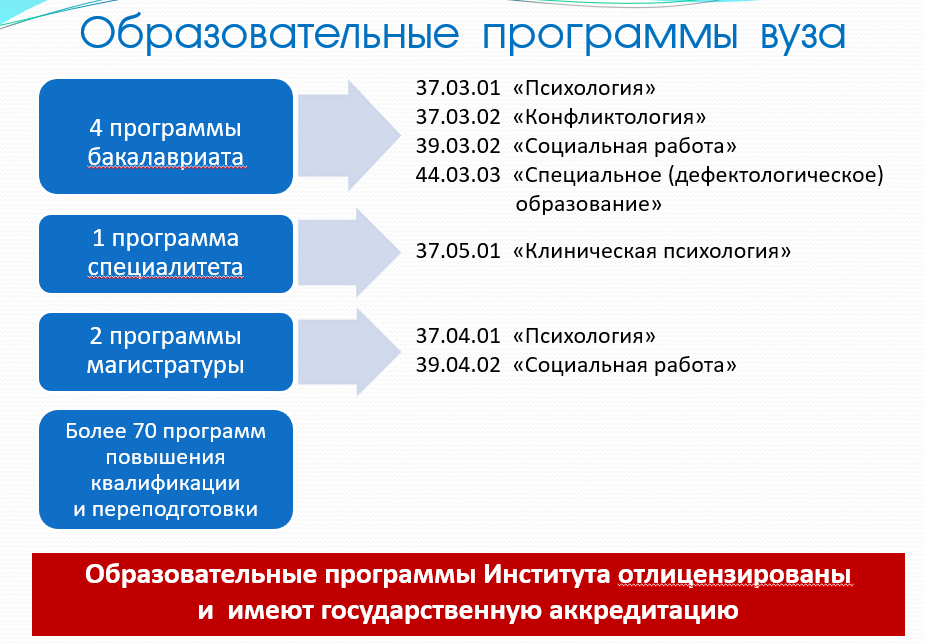 Образовательные программы вуза
4 программы
бакалавриата
37.03.01 «Психология»
37.03.02 «Конфликтология»
39.03.02 «Социальная работа»
44.03.03 «Специальное (дефектологическое)
образование»
1 программа
специалитета
37.05.01 «Клиническая психология»
2 программы
магистратуры
37.04.01 «Психология»
39.04.02 «Социальная работа»
Более 70 программ
повышения
квалификации
и переподготовки
Образовательные программы Института отлицензированы
и имеют государственную аккредитацию